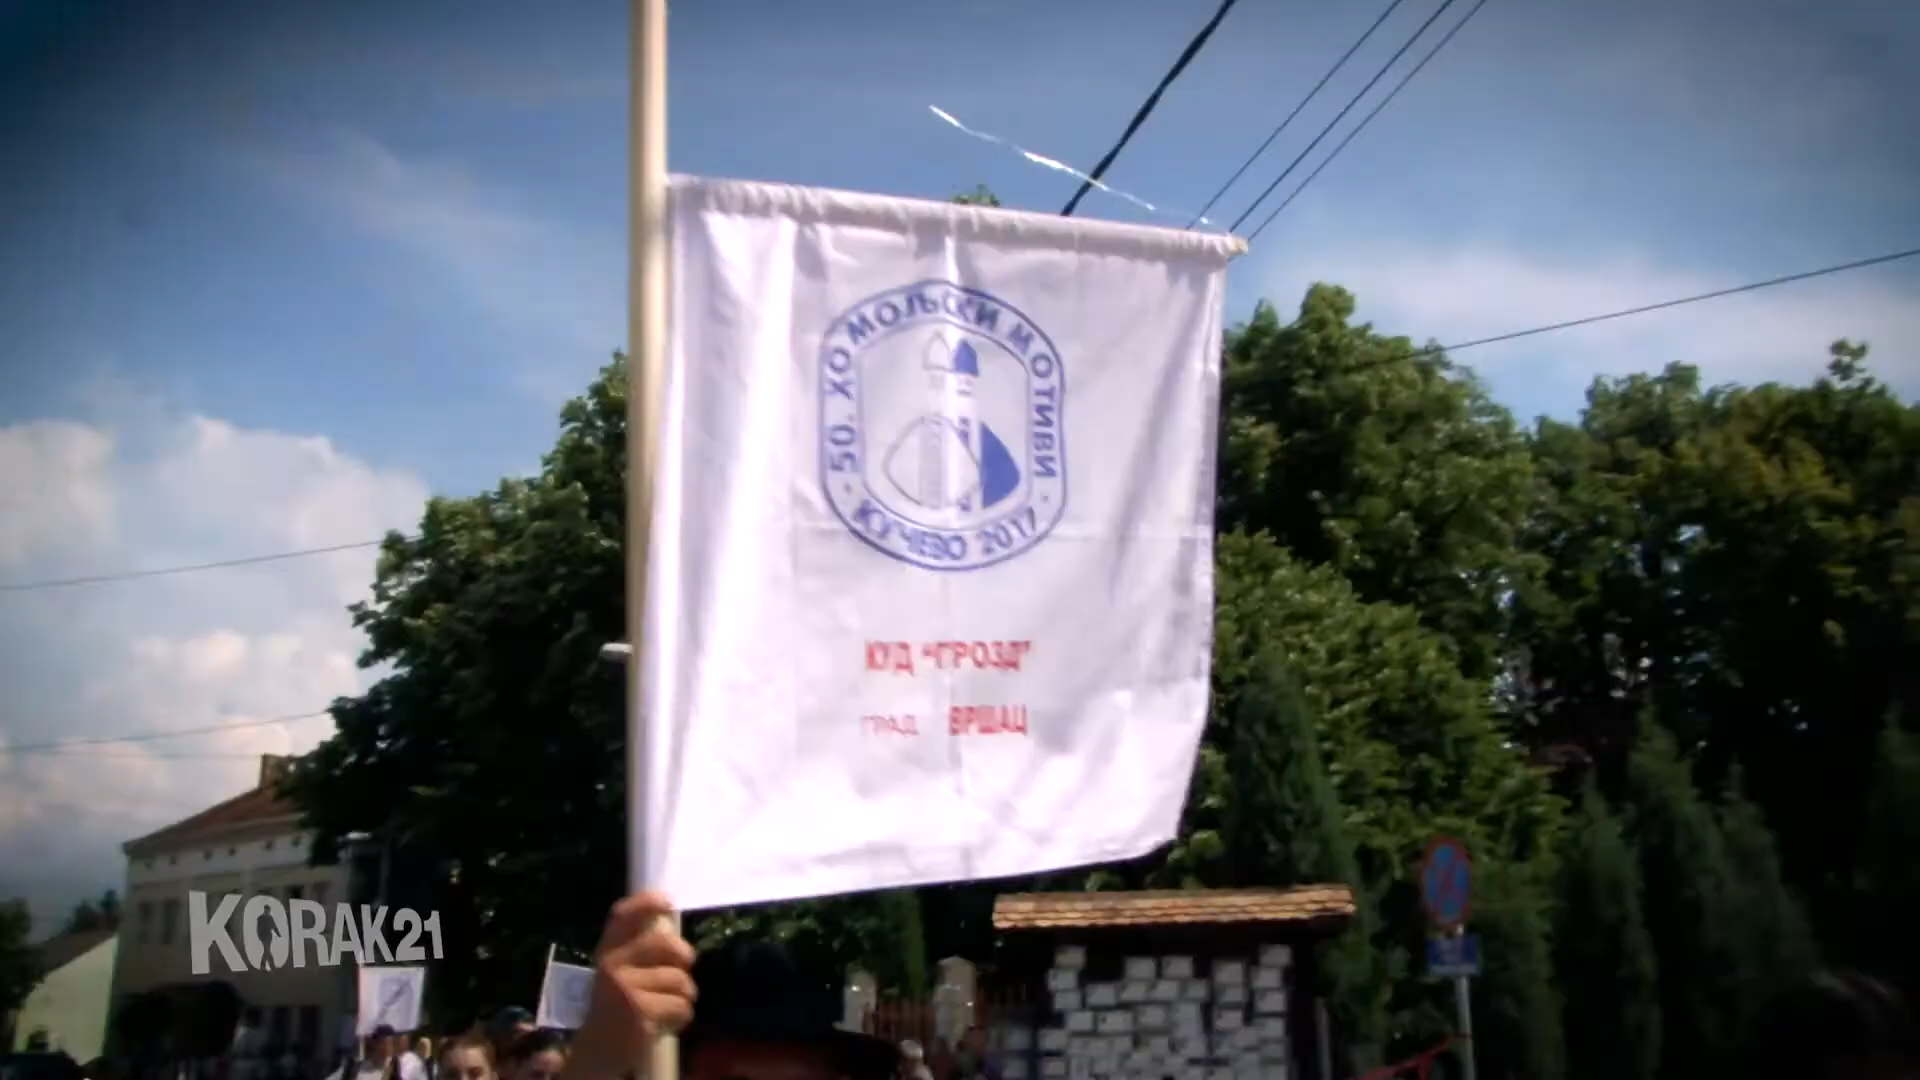 50. ХОМОЉСКИ МОТИВИ
КУЧЕВО 2017
КУД "ГРОЗД"
ГРАД ВРШАЦ
KORAK21